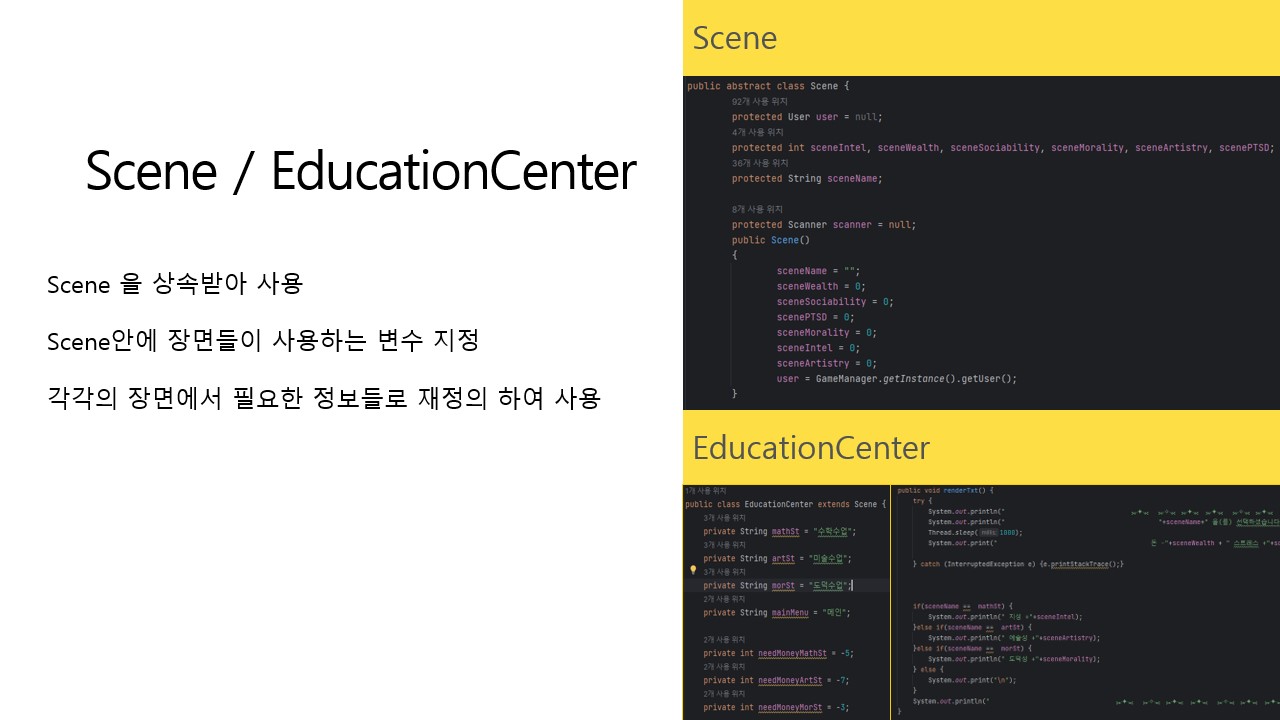 Scene / EducationCenter
Scene 을 상속받아 사용
Scene안에 장면들이 사용하는 변수 지정
각각의 장면에서 필요한 정보들로 재정의 하여 사용
Scene
public abstract class Scene {
92개 사용 위치
protected User user = null;
4개 사용 위치
protected int sceneIntel, sceneWealth, sceneSociability, sceneMorality, sceneArtistry, scenePTSD;
36개 사용 위치
protected String sceneName;
8개 사용 위치
protected Scanner scanner = null;
public Scene()
{
sceneName = "";
sceneWealth = 0;
sceneSociability = 0;
scenePTSD = 0;
sceneMorality = 0;
sceneIntel = 0;
sceneArtistry = 0;
user = GameManager.getInstance().getUser();
}
EducationCenter
1개 사용 위치
public class EducationCenter extends Scene {
3개 사용 위치
private String mathSt = "수학수업";
3개 사용 위치
private String artSt = "미술수업";
3개 사용 위치
private String morSt = "도덕수업";
2개 사용 위치
private String mainMenu = "메인";
2개 사용 위치
private int needMoneyMathSt = -5;
2개 사용 위치
private int needMoneyArtSt = -7;
2개 사용 위치
private int needMoneyMorSt = -3;
public void renderTxt() {
try {
System.out.println("
System.out.println(" "+sceneName+" 을(를) 선택하셨습니다
Thread.sleep( 1000);
System.out.print(" 돈 -"+sceneWealth + " 스트레스 +"+sc
} catch (InterruptedException e) {e.printStackTrace();}
if(sceneName == mathSt) {
System.out.println(" 지성 +"+sceneIntel);
}else if(sceneName == artSt) {
System.out.println(" 예술성 +"+sceneArtistry);
}else if(sceneName == morSt) {
System.out.println(" 도덕성 +"+sceneMorality);
} else {
System.out.print("\n");
}
System.out.println("
}